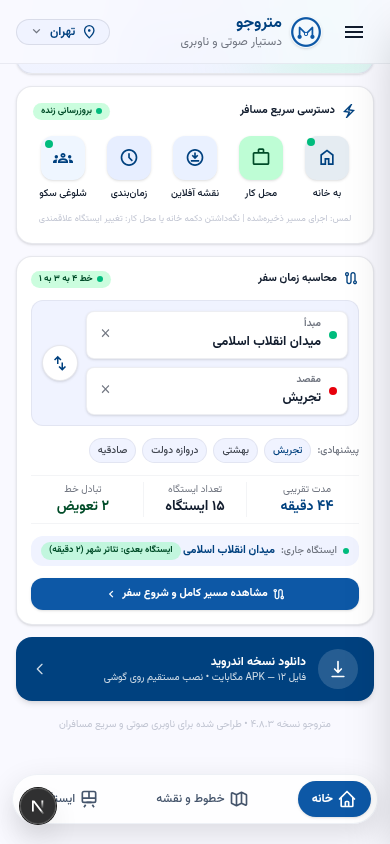 متروجو
دستیار صوتی و ناوبری
تهران
دسترسی سریع مسافر
بروزرسانی زنده
به خانه
محل کار
نقشه آفلاین
زمان‌بندی
شلوغی سکو
لمس: اجرای مسیر ذخیره‌شده | نگه‌داشتن دکمه خانه یا محل کار: تغییر ایستگاه علاقمندی
محاسبه زمان سفر
خط ۴ به ۳ به ۱
مبدأ
میدان انقلاب اسلامی
مقصد
تجریش
پیشنهادی:
تجریش
بهشتی
دروازه دولت
صادقیه
مدت تقریبی
۴۴ دقیقه
تعداد ایستگاه
۱۵ ایستگاه
تبادل خط
۲ تعویض
ایستگاه جاری: میدان انقلاب اسلامی
ایستگاه بعدی: تئاتر شهر (۲ دقیقه)
مشاهده مسیر کامل و شروع سفر
دانلود نسخه اندروید
فایل APK — ۱۲ مگابایت • نصب مستقیم روی گوشی
متروجو نسخه ۴.۸.۳ • طراحی شده برای ناوبری صوتی و سریع مسافران
خانه
خطوط و نقشه
N